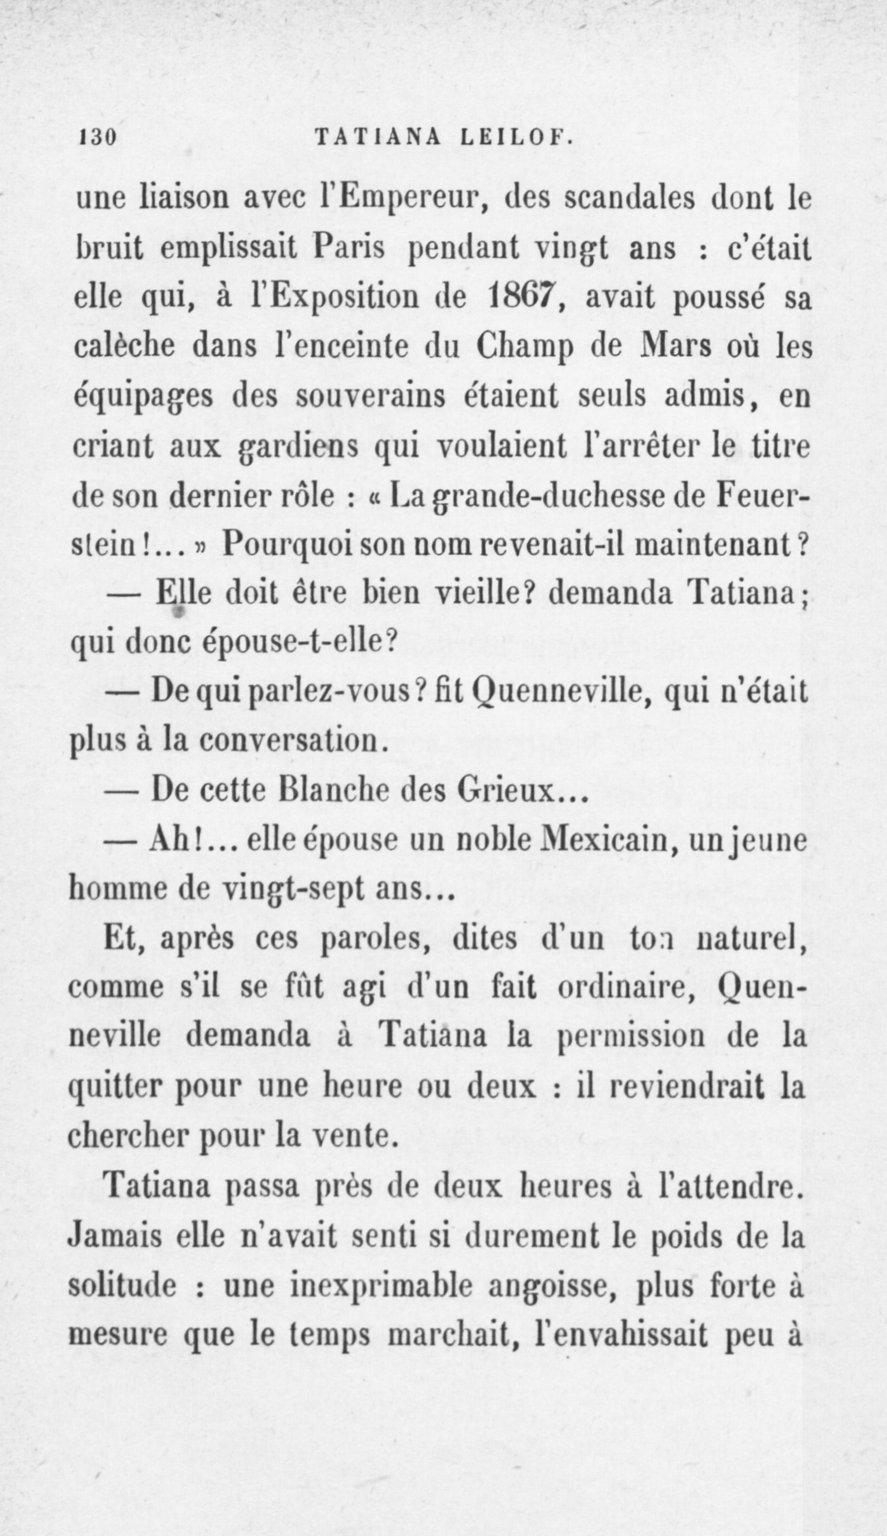 130 TATIANA LEILOF.
une liaison avec l'Empereur, des scandales dont le
bruit emplissait Paris pendant vingt ans : c'était
elle qui, à l'Exposition de 1867, avait poussé sa
calèche dans l'enceinte du Champ de Mars où les
équipages des souverains étaient seuls admis, en
criant aux gardiens qui voulaient l'arrêter le titre
de son dernier rôle : « La grande-duchesse de Feuer-
stein !... » Pourquoi son nom revenait-il maintenant ?
— Elle doit être bien vieille? demanda Tatiana;
qui donc épouse-t-elle?
— De qui parlez-vous? fit Quenneville, qui n'était
plus à la conversation.
— De cette Blanche des Grieux...
— Ah!... elle épouse un noble Mexicain, un jeune
homme de vingt-sept ans...
Et, après ces paroles, dites d'un ton naturel,
comme s'il se fût agi d'un fait ordinaire, Quen-
neville demanda à Tatiana la permission de la
quitter pour une heure ou deux : il reviendrait la
chercher pour la vente.
Tatiana passa près de deux heures à l'attendre.
Jamais elle n'avait senti si durement le poids de la
solitude : une inexprimable angoisse, plus forte à
mesure que le temps marchait, l'envahissait peu à